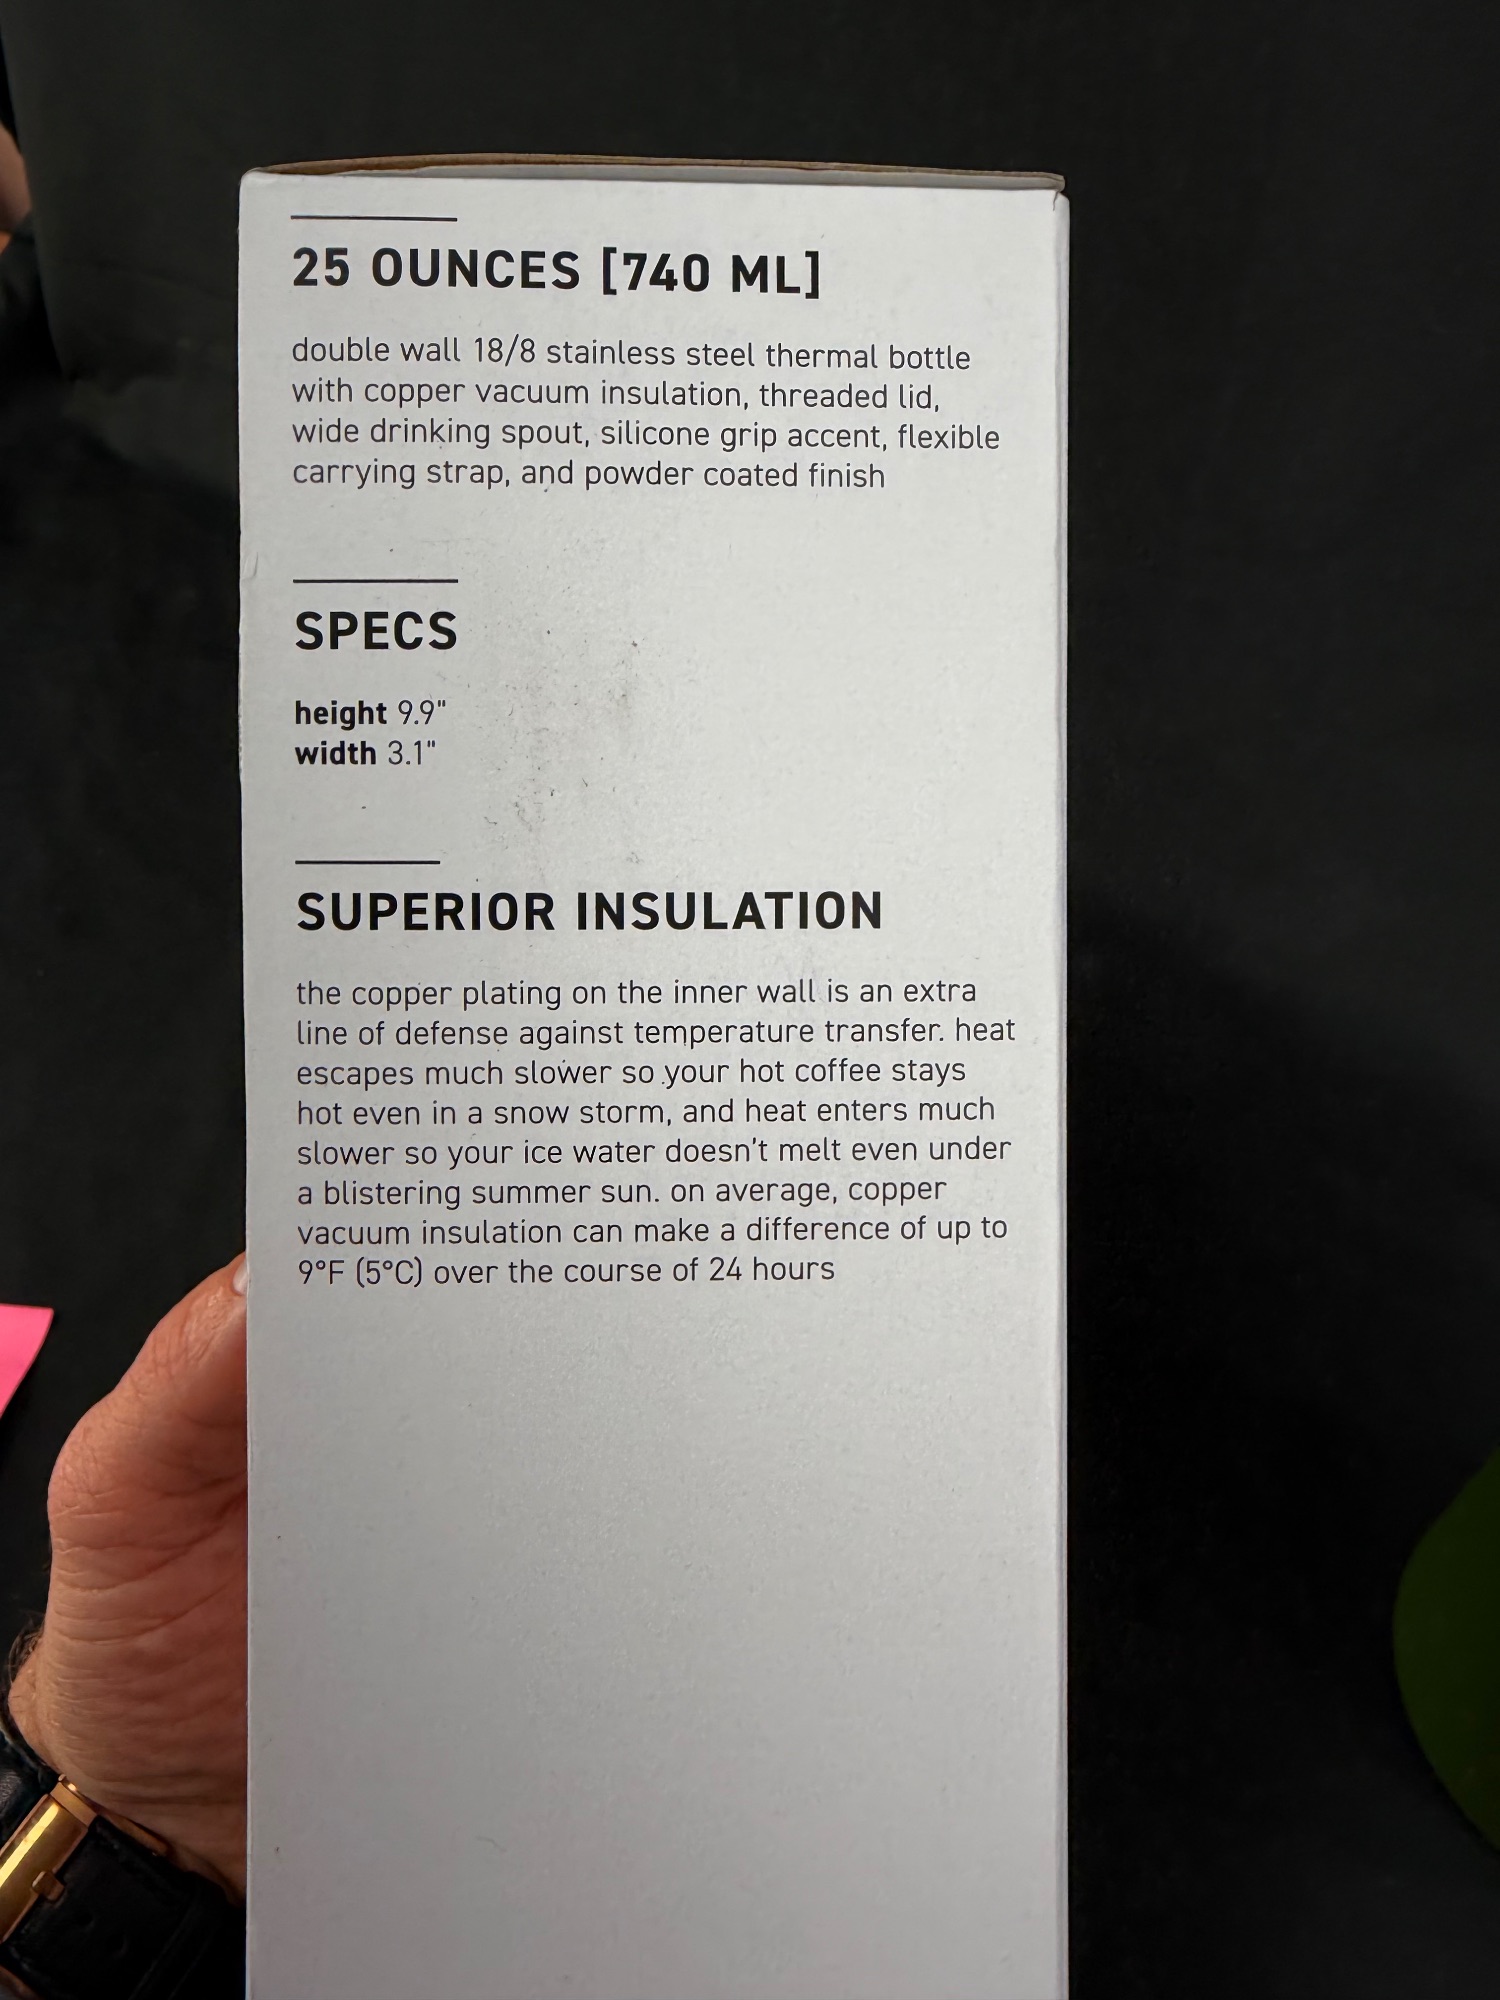 25 OUNCES [740 ML]
double wall 18/8 stainless steel thermal bottle
with copper vacuum insulation, threaded lid,
wide drinking spout, silicone grip accent, flexible
carrying strap, and powder coated finish
SPECS
height 9.9"
width 3.1"
SUPERIOR INSULATION
the copper plating on the inner wall is an extra
line of defense against temperature transfer. heat
escapes much slower so your hot coffee stays
hot even in a snow storm, and heat enters much
slower so your ice water doesn't melt even under
a blistering summer sun. on average, copper
vacuum insulation can make a difference of up to
9°F (5°C) over the course of 24 hours